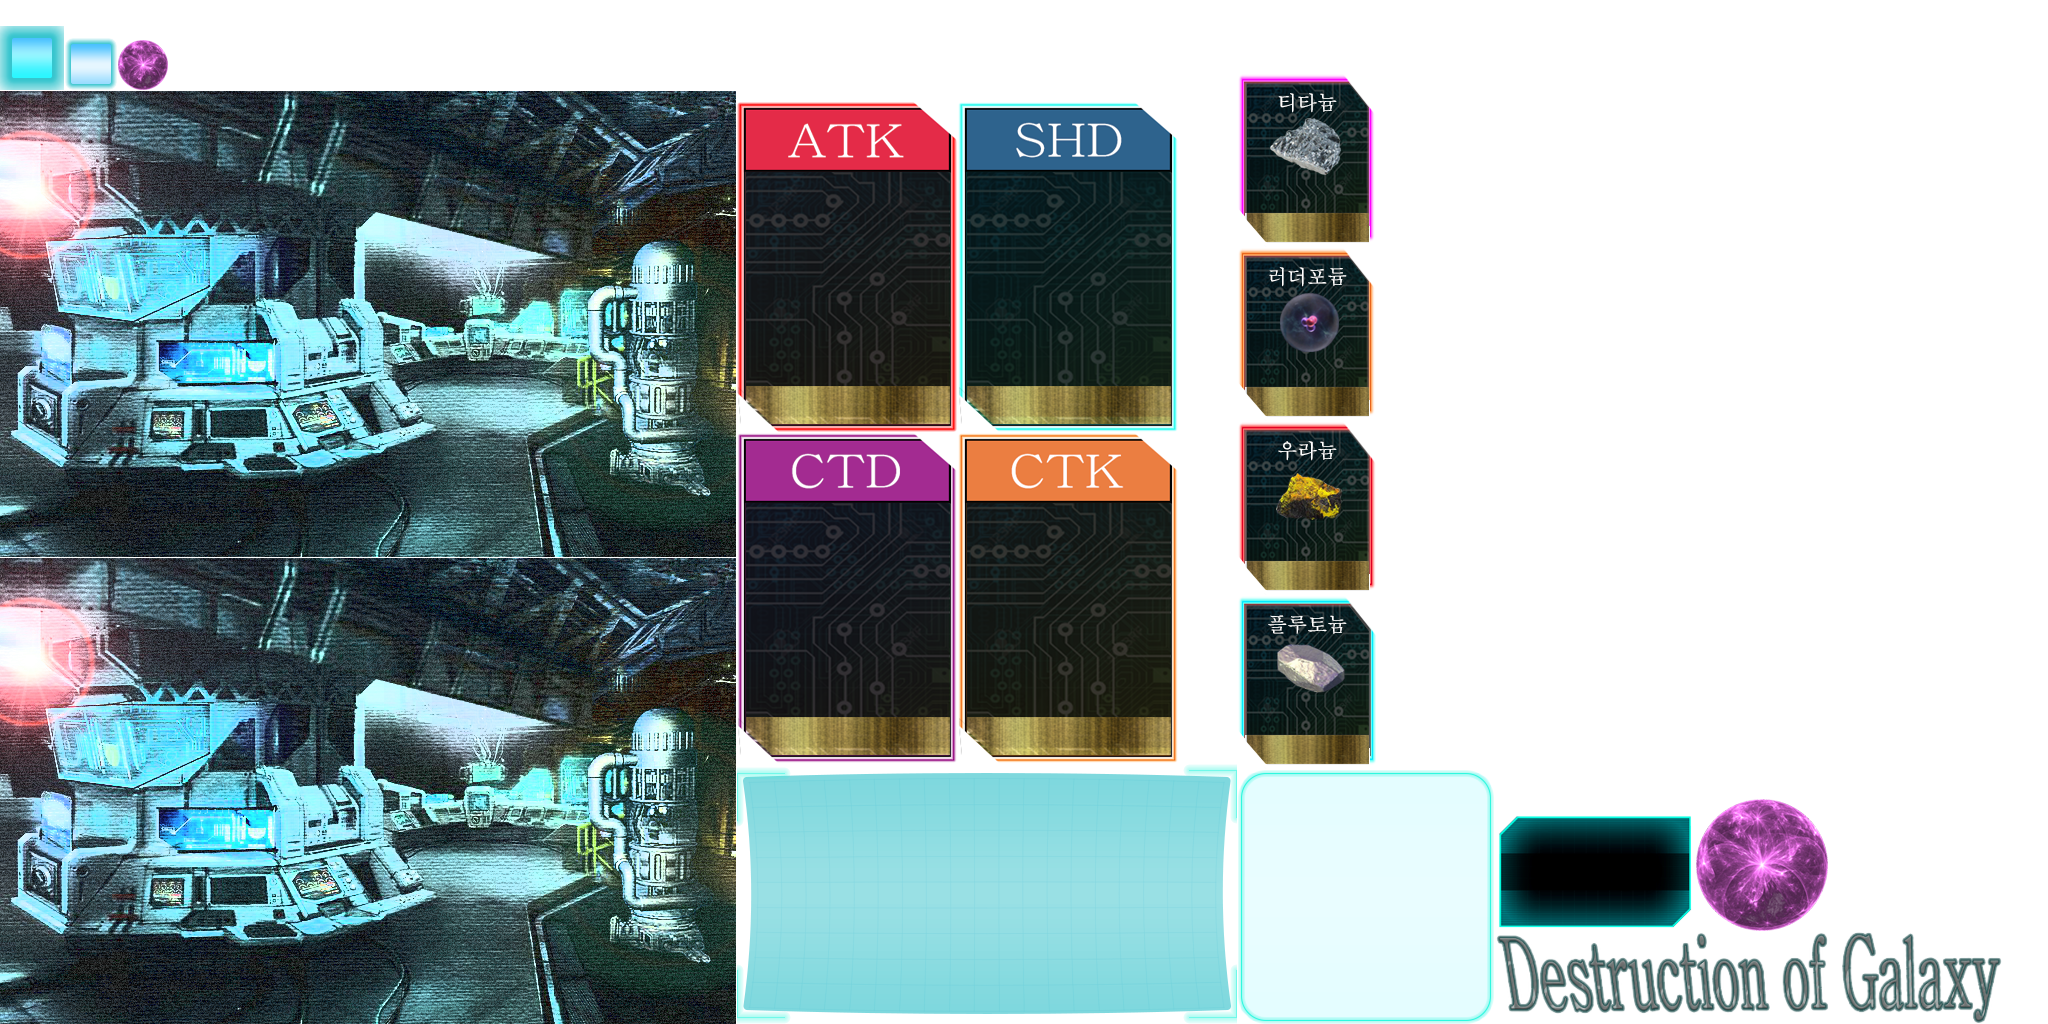 ATK
SHD
CTD
CTK
티타늄
러더포듐
우라늄
플루토늄
Destruction of Galaxy